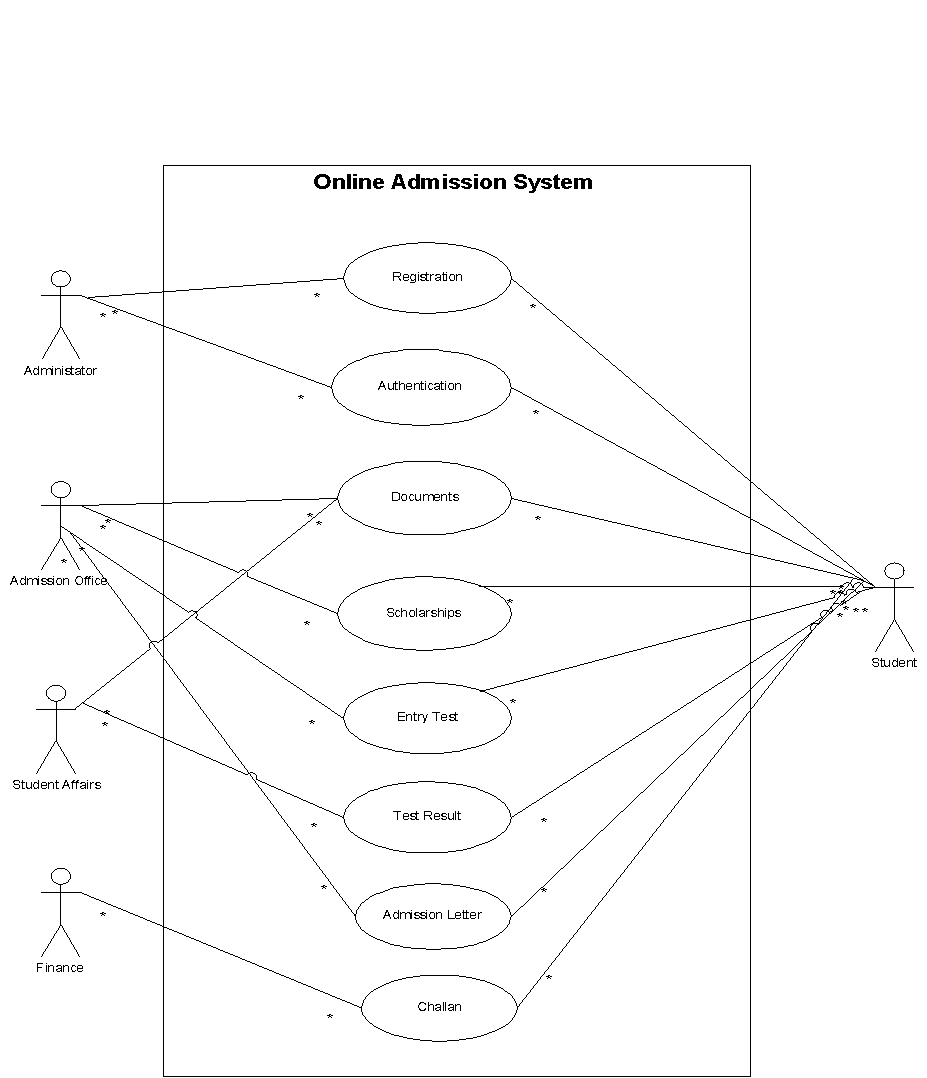 Online Admission System
Registration
Administator
Authentication
Documents
Admission Office
Scholarships
Student
Entry Test
Student Affairs
Test Result
Admission Letter
Finance
Challan